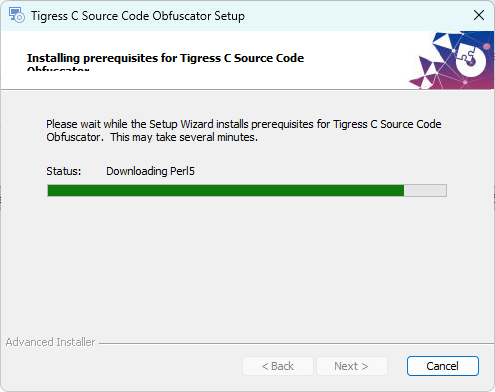 Tigress C Source Code Obfuscator Setup
Installing prerequisites for Tigress C Source Code
Obfuscator
Please wait while the Setup Wizard installs prerequisites for Tigress C Source Code
Obfuscator. This may take several minutes.
Status: Downloading Perl5
Advanced Installer
< Back Next > Cancel